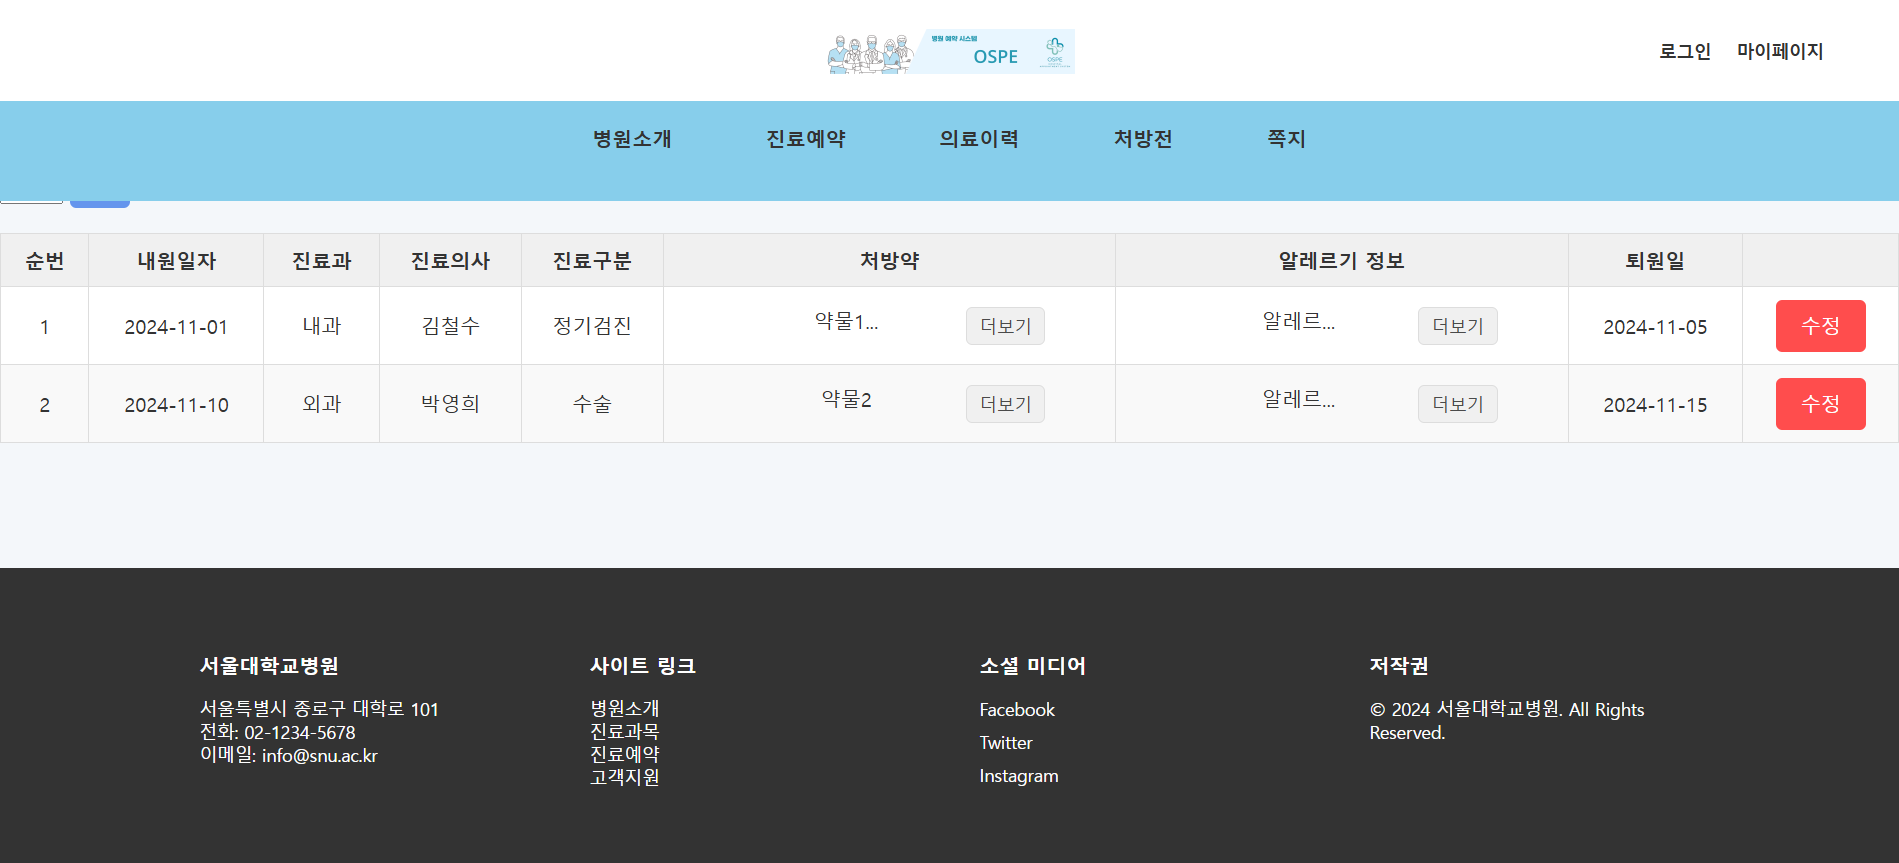 병원 예약 시스템
OSPE
OSPE
로그인 마이페이지
병원소개 진료예약 의료이력 처방전 쪽지
순번 내원일자 진료과 진료의사 진료구분 처방약 알레르기 정보 퇴원일
1 2024-11-01 내과 김철수 정기검진 약물1... 더보기 알레르... 더보기 2024-11-05 수정
2 2024-11-10 외과 박영희 수술 약물2 더보기 알레르... 더보기 2024-11-15 수정
서울대학교병원
서울특별시 종로구 대학로 101
전화: 02-1234-5678
이메일: info@snu.ac.kr
사이트 링크
병원소개
진료과목
진료예약
고객지원
소셜 미디어
Facebook
Twitter
Instagram
저작권
© 2024 서울대학교병원. All Rights
Reserved.